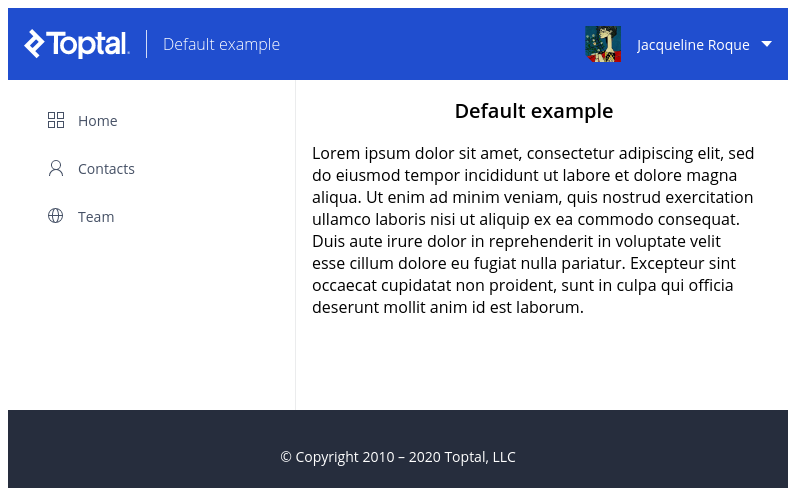 Toptal.
Default example
Jacqueline Roque
Home
Contacts
Team
Default example
Lorem ipsum dolor sit amet, consectetur adipiscing elit, sed
do eiusmod tempor incididunt ut labore et dolore magna
aliqua. Ut enim ad minim veniam, quis nostrud exercitation
ullamco laboris nisi ut aliquip ex ea commodo consequat.
Duis aute irure dolor in reprehenderit in voluptate velit
esse cillum dolore eu fugiat nulla pariatur. Excepteur sint
occaecat cupidatat non proident, sunt in culpa qui officia
deserunt mollit anim id est laborum.
© Copyright 2010 – 2020 Toptal, LLC